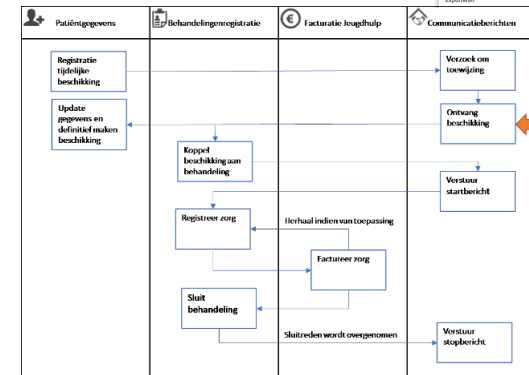 Exporteren
Patiëntgegevens
Behandelingenregistratie
Facturatie Jeugdhulp
Communicatieberichten
Registratie
tijdelijke
beschikking
Verzoek om
toewijzing
Update
gegevens en
definitief maken
beschikking
Ontvang
beschikking
Koppel
beschikking aan
behandeling
Verstuur
startbericht
Registreer zorg
Herhaal indien van toepassing
Factureer zorg
Sluit
behandeling
Sluitreden wordt overgenomen
Verstuur
stopbericht